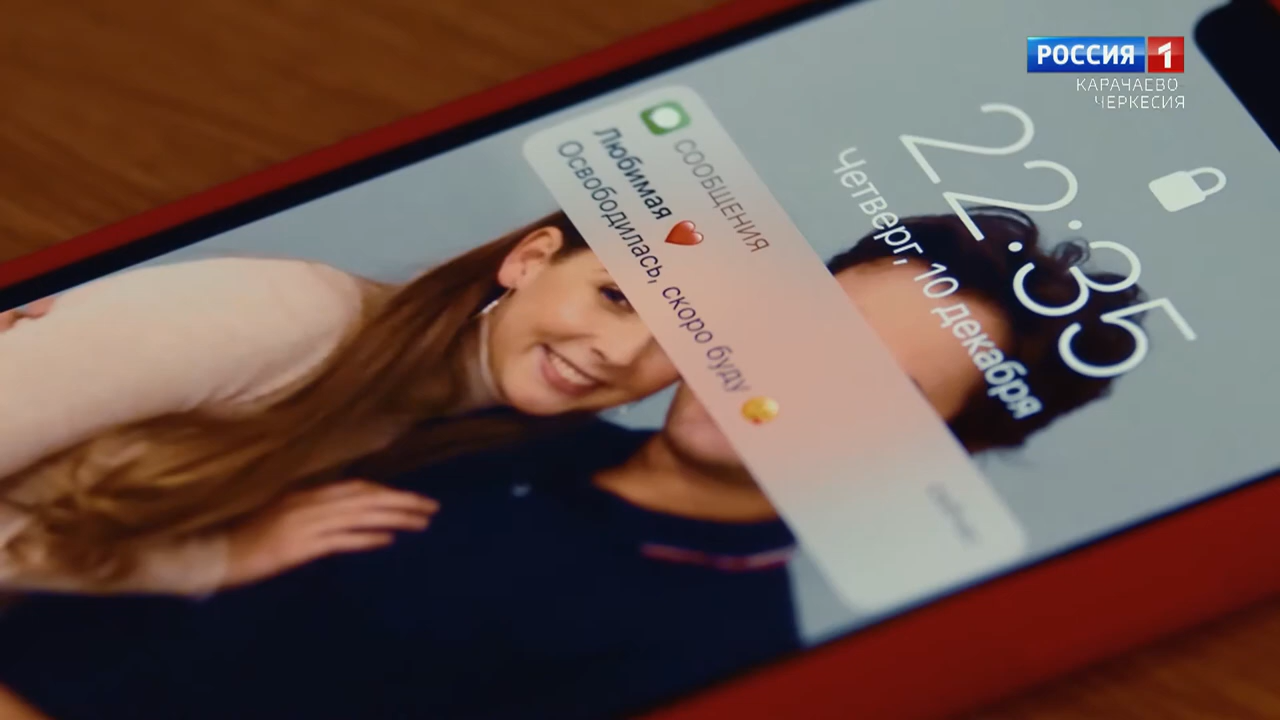 РОССИЯ 1
КАРАЧАЕВО-
ЧЕРКЕСИЯ
22:35
Четверг, 10 декабря
СООБЩЕНИЯ
Любимая ❤️
Освободилась, скоро буду 😘